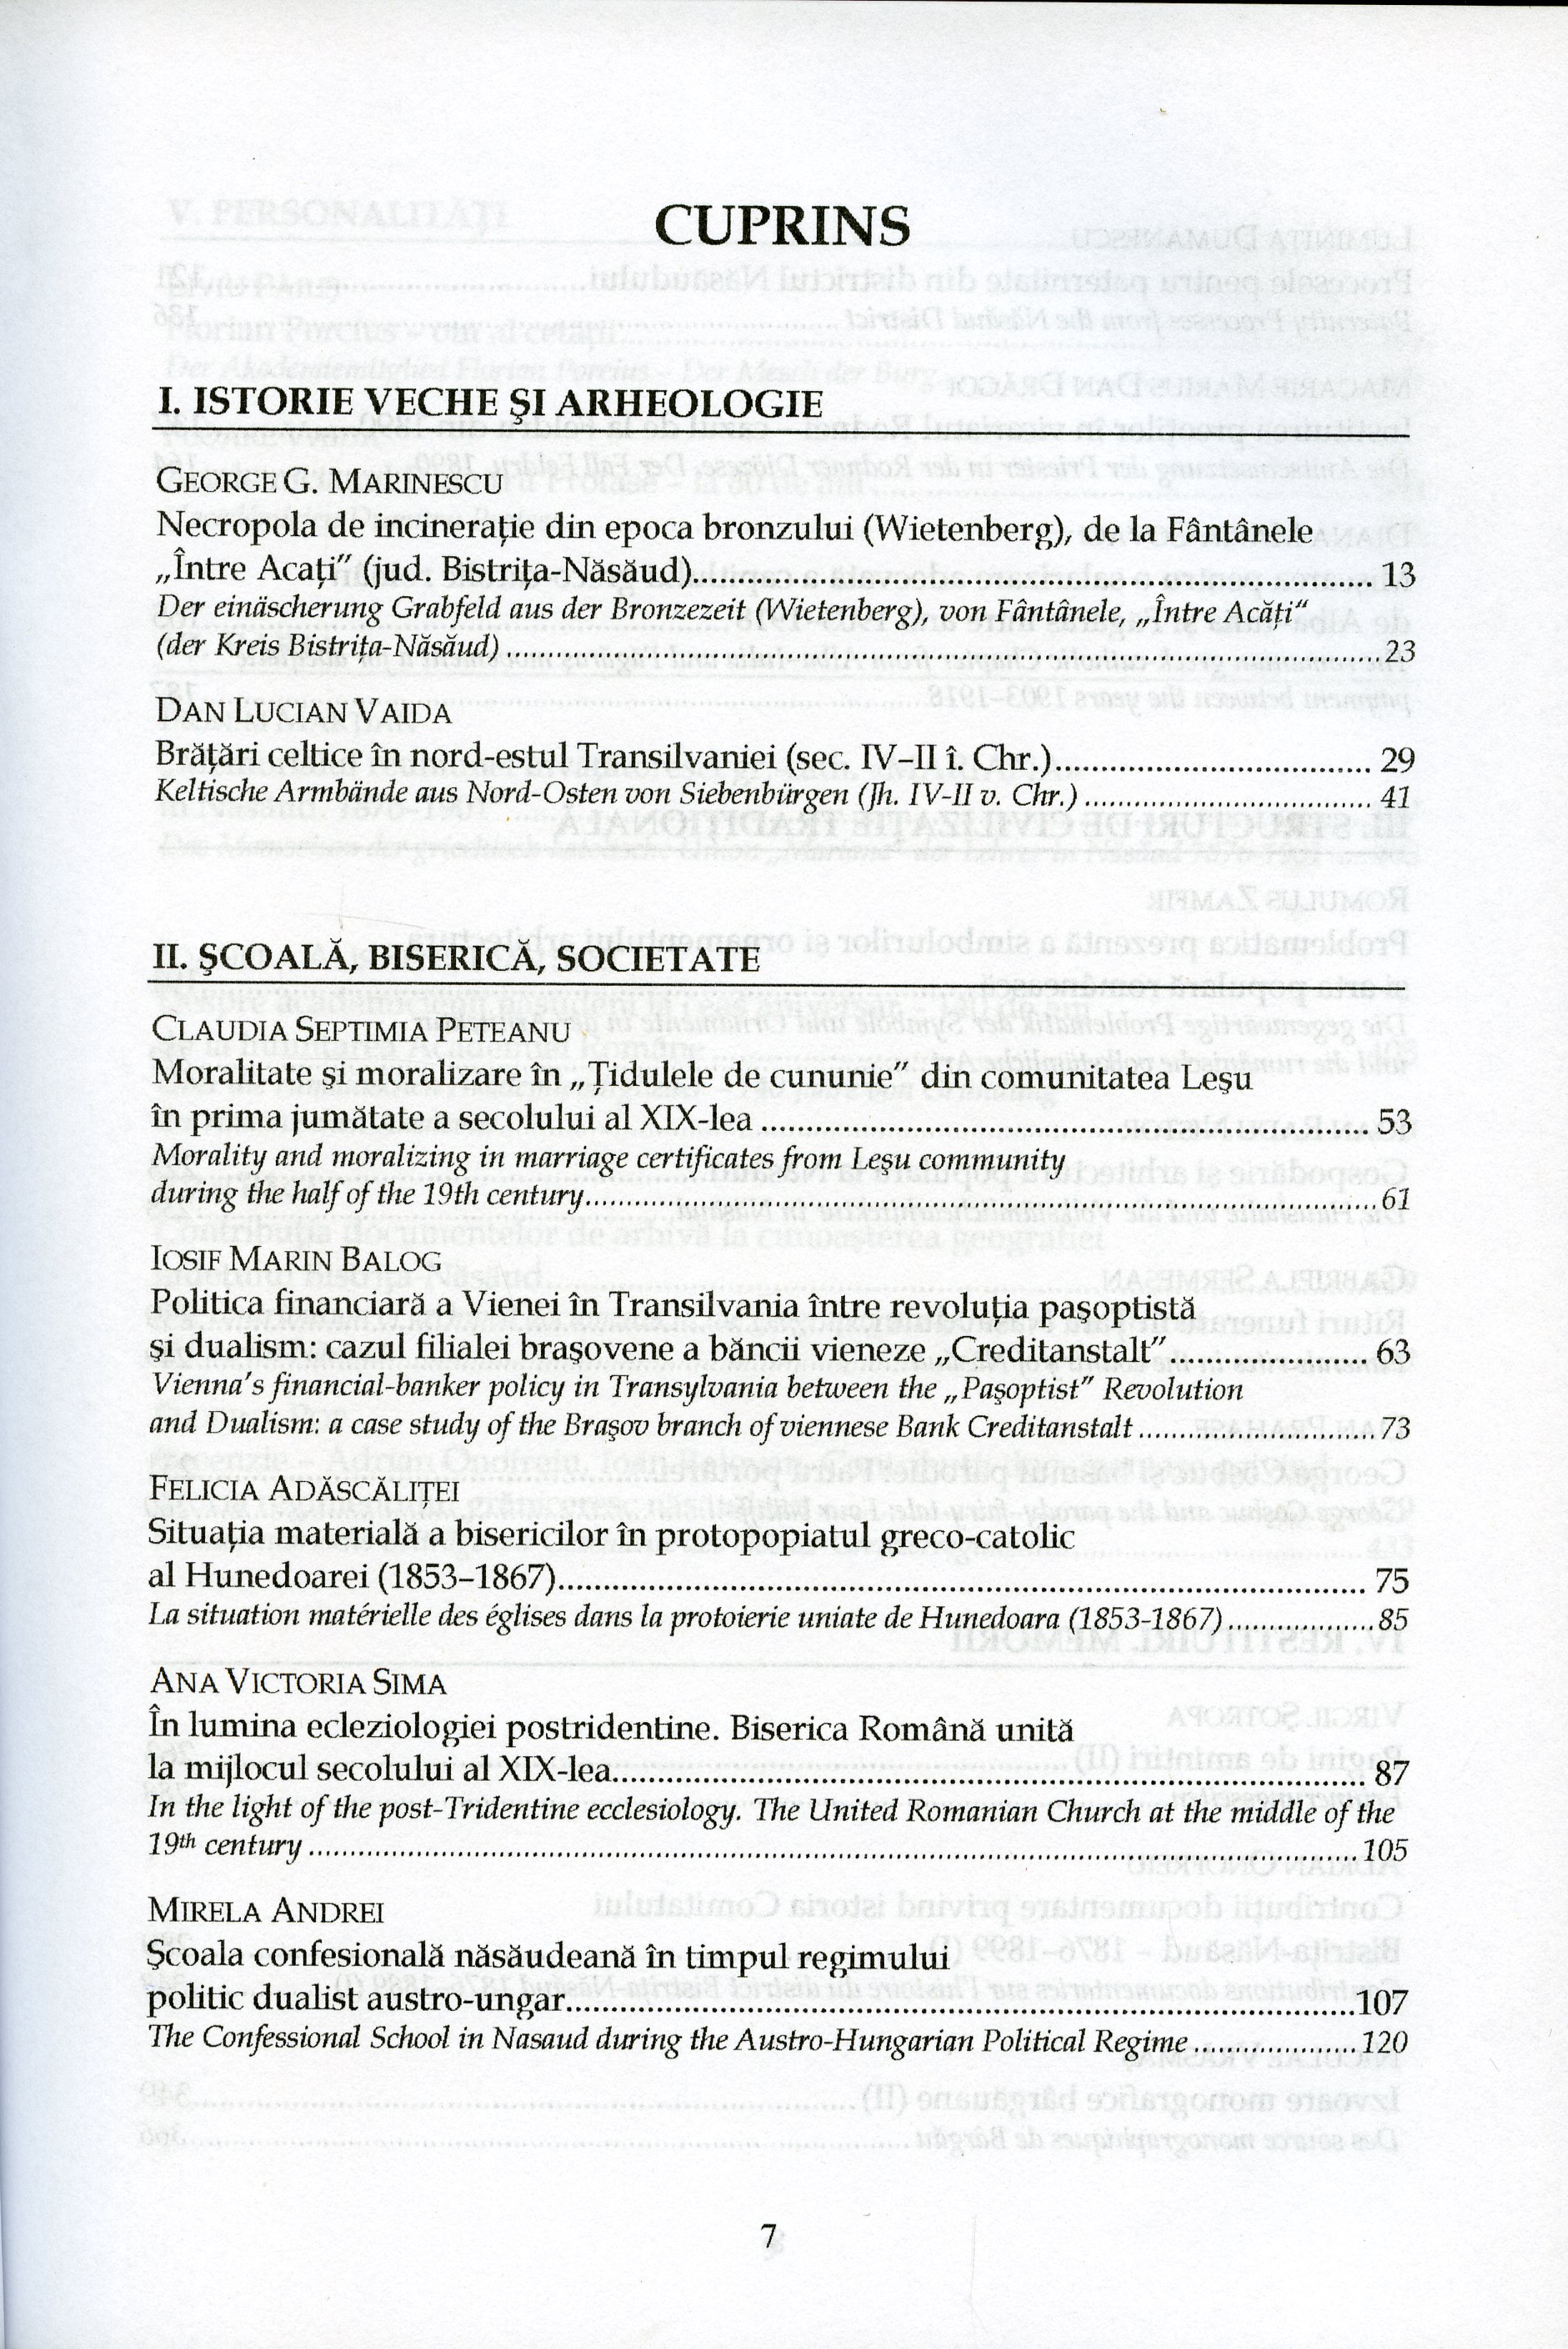 CUPRINS
I. ISTORIE VECHE ŞI ARHEOLOGIE
GEORGE G. MARINESCU
Necropola de incineraţie din epoca bronzului (Wietenberg), de la Fântânele
„Între Acaţi” (jud. Bistriţa-Năsăud)........ 13
Der einäscherung Grabfeld aus der Bronzezeit (Wietenberg), von Fântânele, „Între Acăţi“
(der Kreis Bistriţa-Năsăud) ........ 23
DAN LUCIAN VAIDA
Brăţări celtice în nord-estul Transilvaniei (sec. IV–II î. Chr.)........ 29
Keltische Armbände aus Nord-Osten von Siebenbürgen (Jh. IV-II v. Chr.) ........ 41
II. ŞCOALĂ, BISERICĂ, SOCIETATE
CLAUDIA SEPTIMIA PETEANU
Moralitate şi moralizare în „Ţidulele de cununie” din comunitatea Leşu
în prima jumătate a secolului al XIX-lea ........ 53
Morality and moralizing in marriage certificates from Leşu community
during the half of the 19th century........ 61
IOSIF MARIN BALOG
Politica financiară a Vienei în Transilvania între revoluţia paşoptistă
şi dualism: cazul filialei braşovene a băncii vieneze „Creditanstalt”........ 63
Vienna's financial-banker policy in Transylvania between the „Paşoptist” Revolution
and Dualism: a case study of the Braşov branch of viennese Bank Creditanstalt ........ 73
FELICIA ADĂSCĂLIŢEI
Situaţia materială a bisericilor în protopopiatul greco-catolic
al Hunedoarei (1853–1867)........ 75
La situation matérielle des églises dans la protoierie uniate de Hunedoara (1853-1867) ........ 85
ANA VICTORIA SIMA
În lumina ecleziologiei postridentine. Biserica Română unită
la mijlocul secolului al XIX-lea........ 87
In the light of the post-Tridentine ecclesiology. The United Romanian Church at the middle of the
19th century ........ 105
MIRELA ANDREI
Şcoala confesională năsăudeană în timpul regimului
politic dualist austro-ungar........107
The Confessional School in Nasaud during the Austro-Hungarian Political Regime ........ 120
7